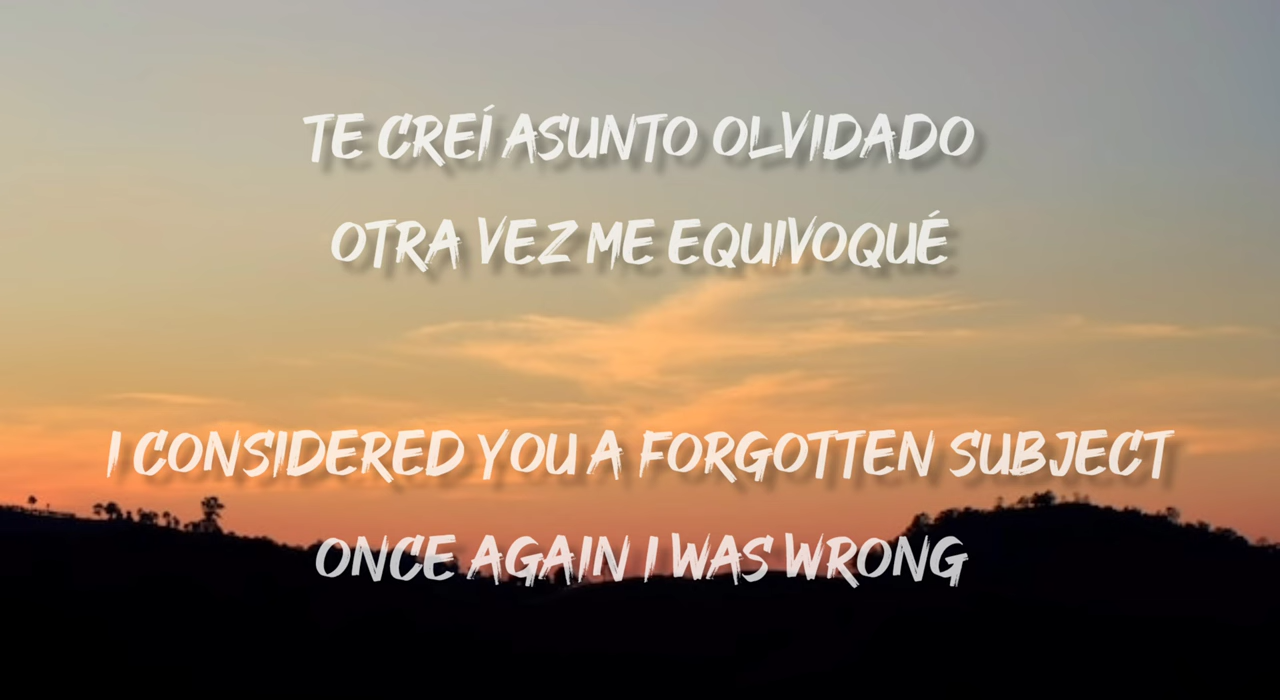 TE CREÍ ASUNTO OLVIDADO
OTRA VEZ ME EQUIVOQUÉ
I CONSIDERED YOU A FORGOTTEN SUBJECT
ONCE AGAIN I WAS WRONG